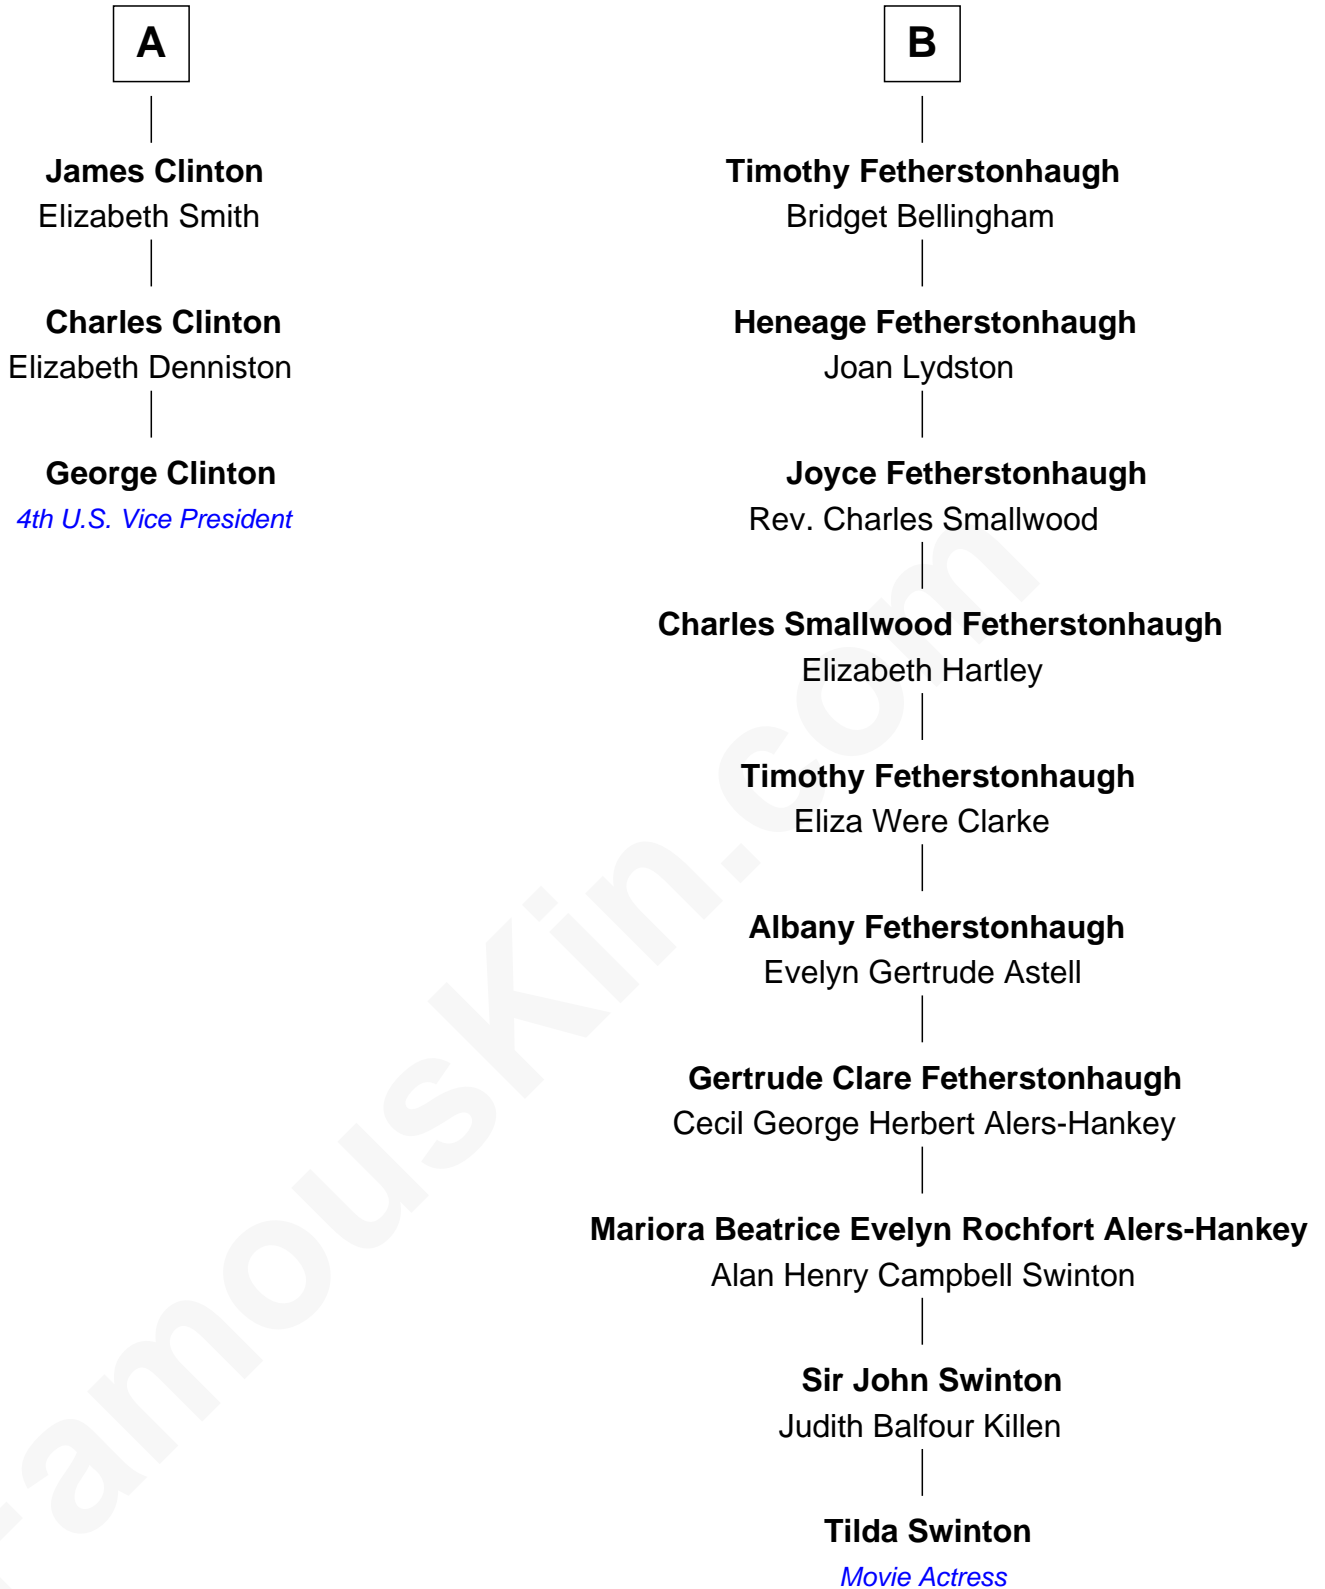 A
James Clinton
Elizabeth Smith
Charles Clinton
Elizabeth Denniston
George Clinton
4th U.S. Vice President
B
Timothy Fetherstonhaugh
Bridget Bellingham
Heneage Fetherstonhaugh
Joan Lydston
Joyce Fetherstonhaugh
Rev. Charles Smallwood
Charles Smallwood Fetherstonhaugh
Elizabeth Hartley
Timothy Fetherstonhaugh
Eliza Were Clarke
Albany Fetherstonhaugh
Evelyn Gertrude Astell
Gertrude Clare Fetherstonhaugh
Cecil George Herbert Alers-Hankey
Mariora Beatrice Evelyn Rochfort Alers-Hankey
Alan Henry Campbell Swinton
Sir John Swinton
Judith Balfour Killen
Tilda Swinton
Movie Actress
FamousKin.com